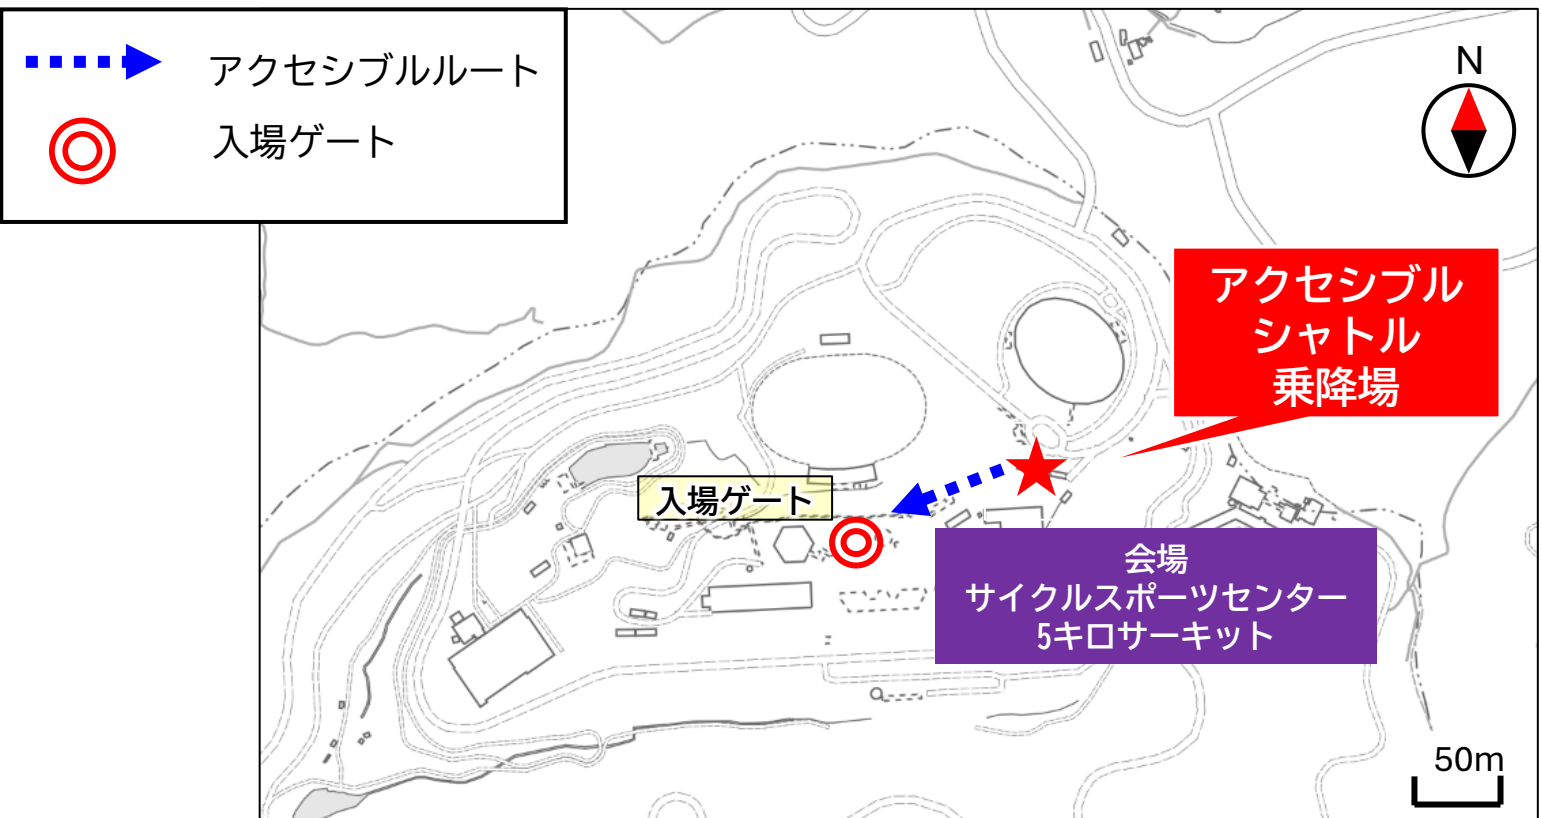 アクセシブルルート
入場ゲート
N
アクセシブル
シャトル
乗降場
入場ゲート
会場
サイクルスポーツセンター
5キロサーキット
50m